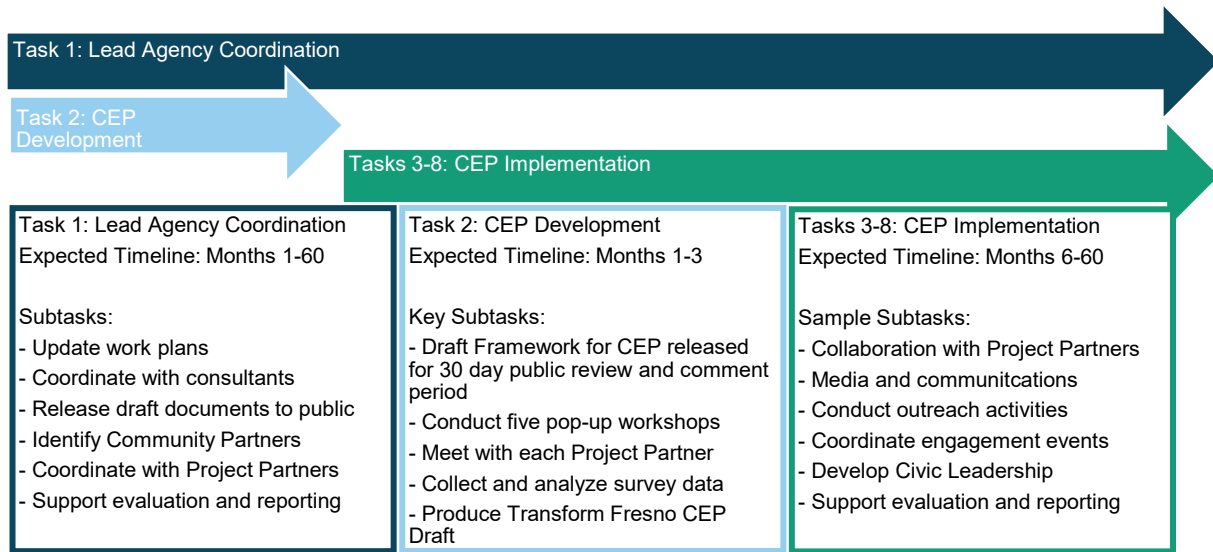 Task 1: Lead Agency Coordination
Task 2: CEP
Development
Tasks 3-8: CEP Implementation
Task 1: Lead Agency Coordination
Expected Timeline: Months 1-60
Subtasks:
- Update work plans
- Coordinate with consultants
- Release draft documents to public
- Identify Community Partners
- Coordinate with Project Partners
- Support evaluation and reporting
Task 2: CEP Development
Expected Timeline: Months 1-3
Key Subtasks:
- Draft Framework for CEP released
for 30 day public review and comment
period
- Conduct five pop-up workshops
- Meet with each Project Partner
- Collect and analyze survey data
- Produce Transform Fresno CEP
Draft
Tasks 3-8: CEP Implementation
Expected Timeline: Months 6-60
Sample Subtasks:
- Collaboration with Project Partners
- Media and communitcations
- Conduct outreach activities
- Coordinate engagement events
- Develop Civic Leadership
- Support evaluation and reporting